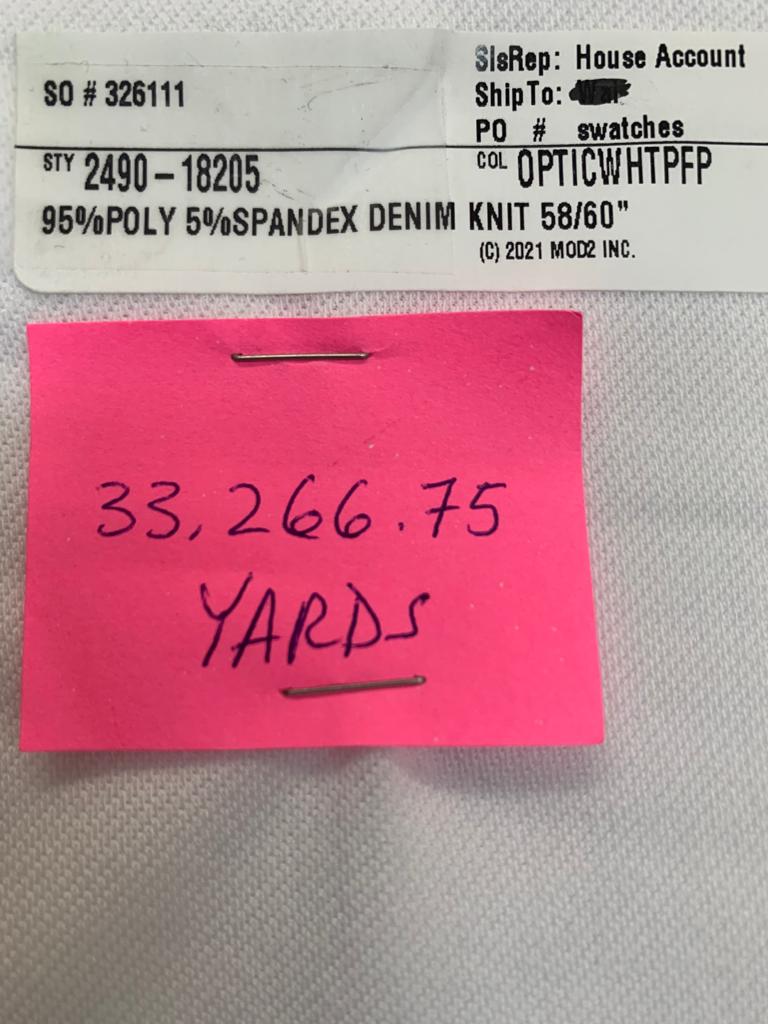 SO # 326111
SlsRep: House Account
ShipTo:
PO # swatches
STY 2490-18205
COL OPTICWHTPFP
95%POLY 5%SPANDEX DENIM KNIT 58/60"
(C) 2021 MOD2 INC.
33,266.75
YARDS